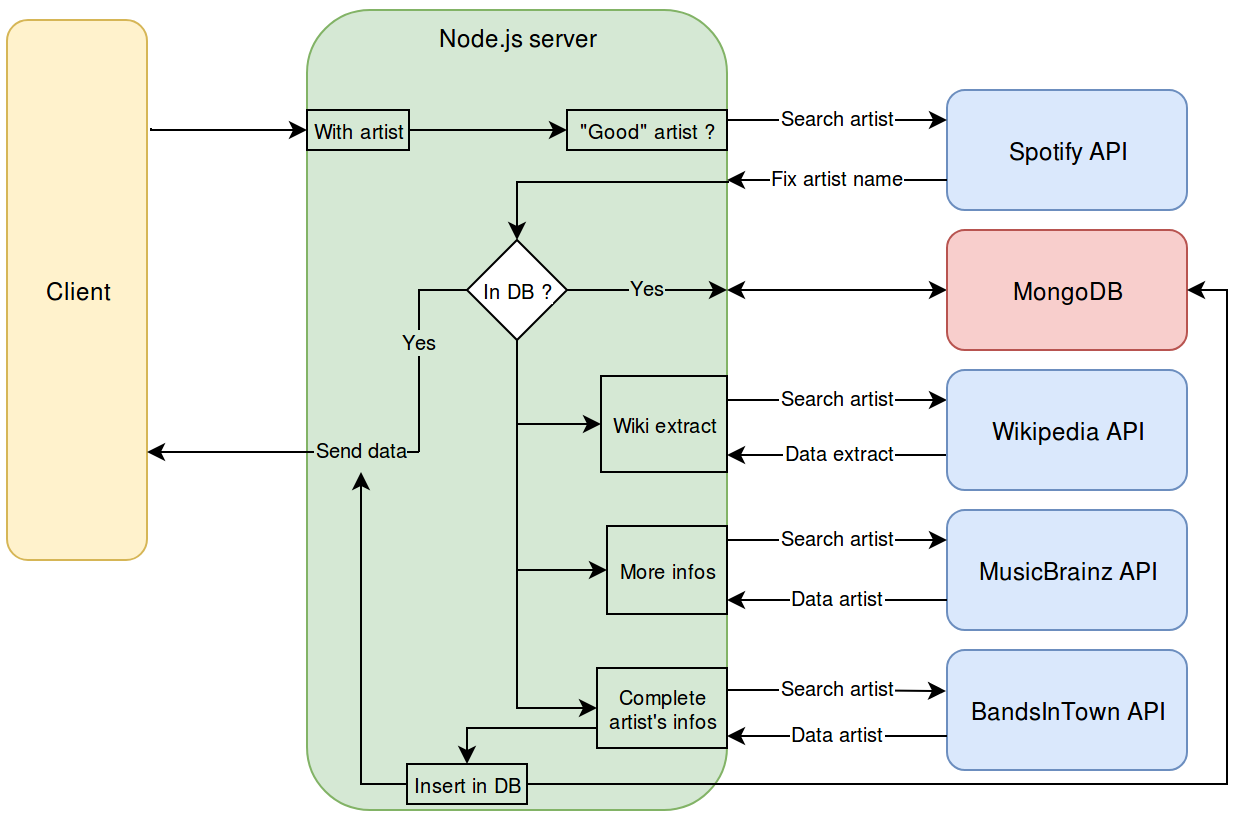 Node.js server
With artist
"Good" artist ?
Search artist
Spotify API
Fix artist name
Client
In DB ?
Yes
MongoDB
Yes
Wiki extract
Search artist
Wikipedia API
Data extract
Send data
More infos
Search artist
MusicBrainz API
Data artist
Complete
artist's infos
Search artist
BandsInTown API
Data artist
Insert in DB